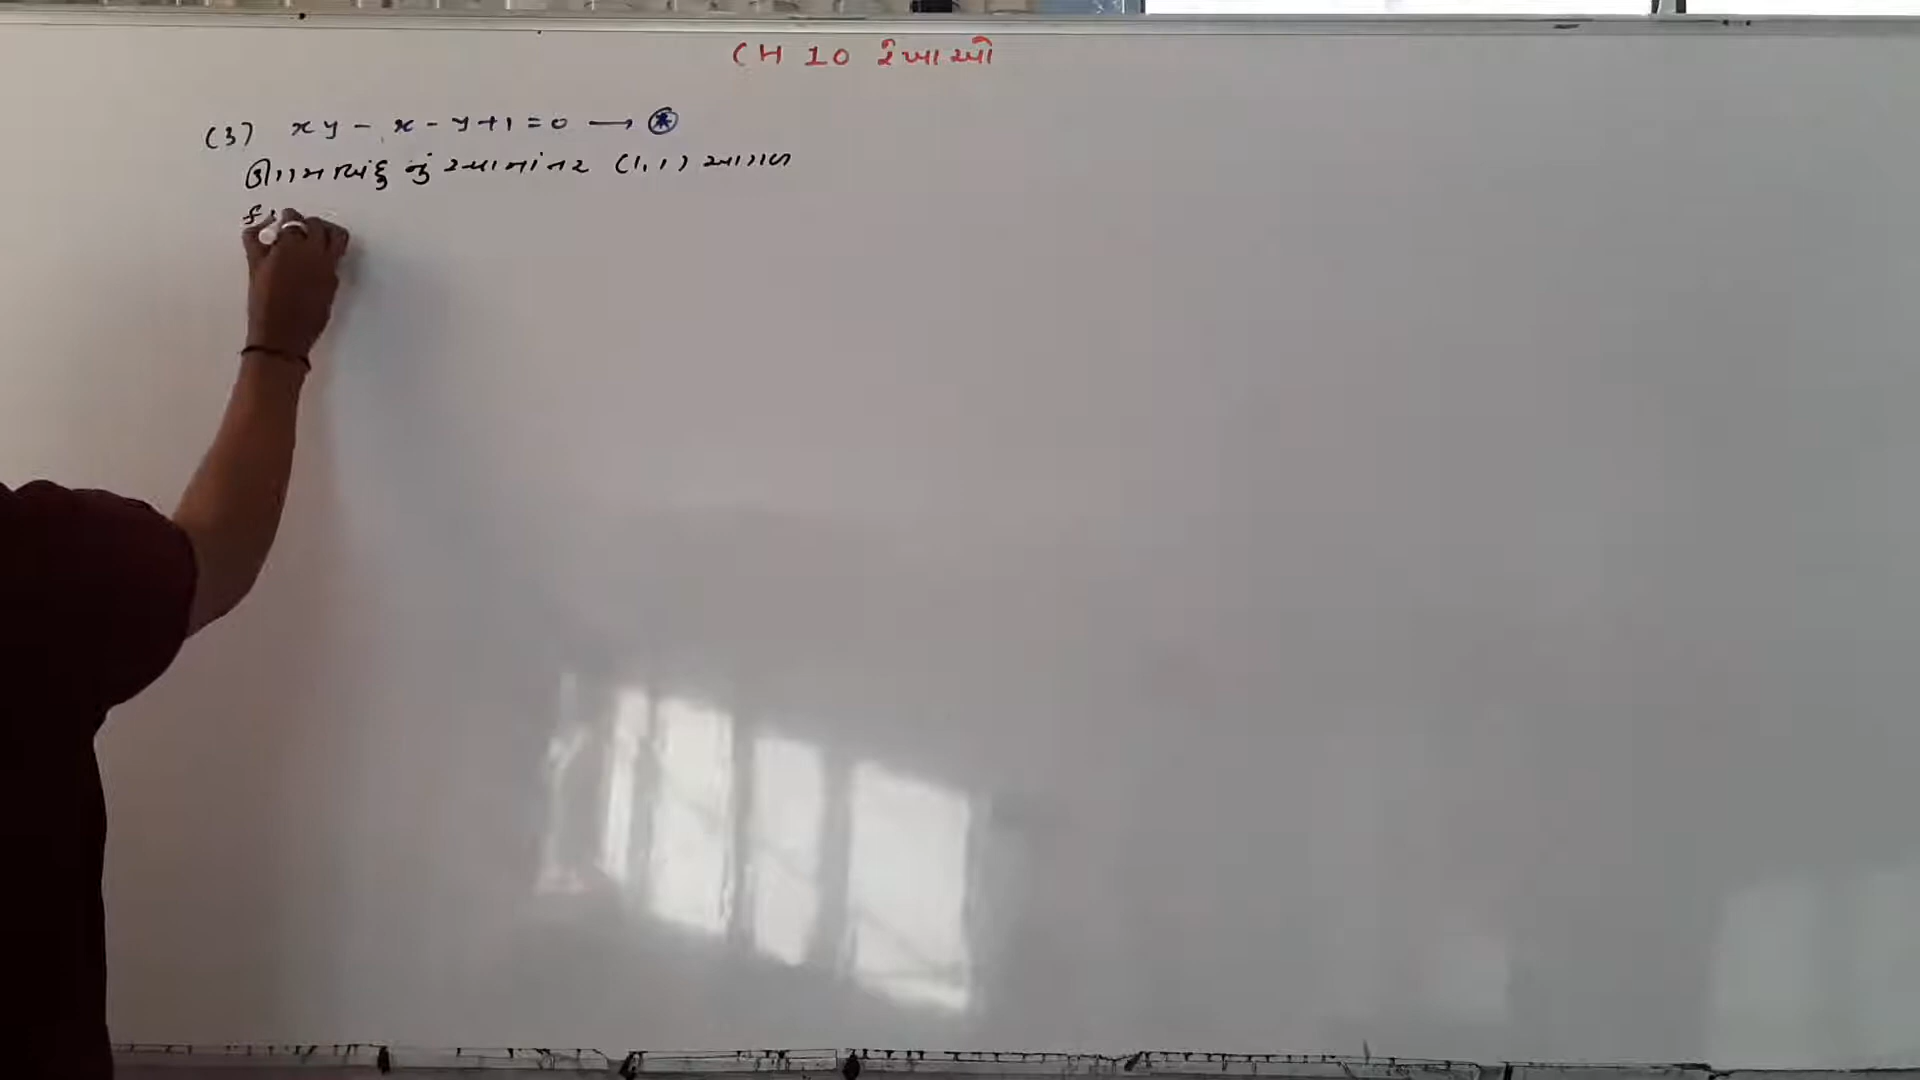 CH 10 રેખાઓ
(3) xy - x - y + 1 = 0 → ⊛
ઊગમબિંદુ નું સ્થાનાંતર (1, 1) આગળ